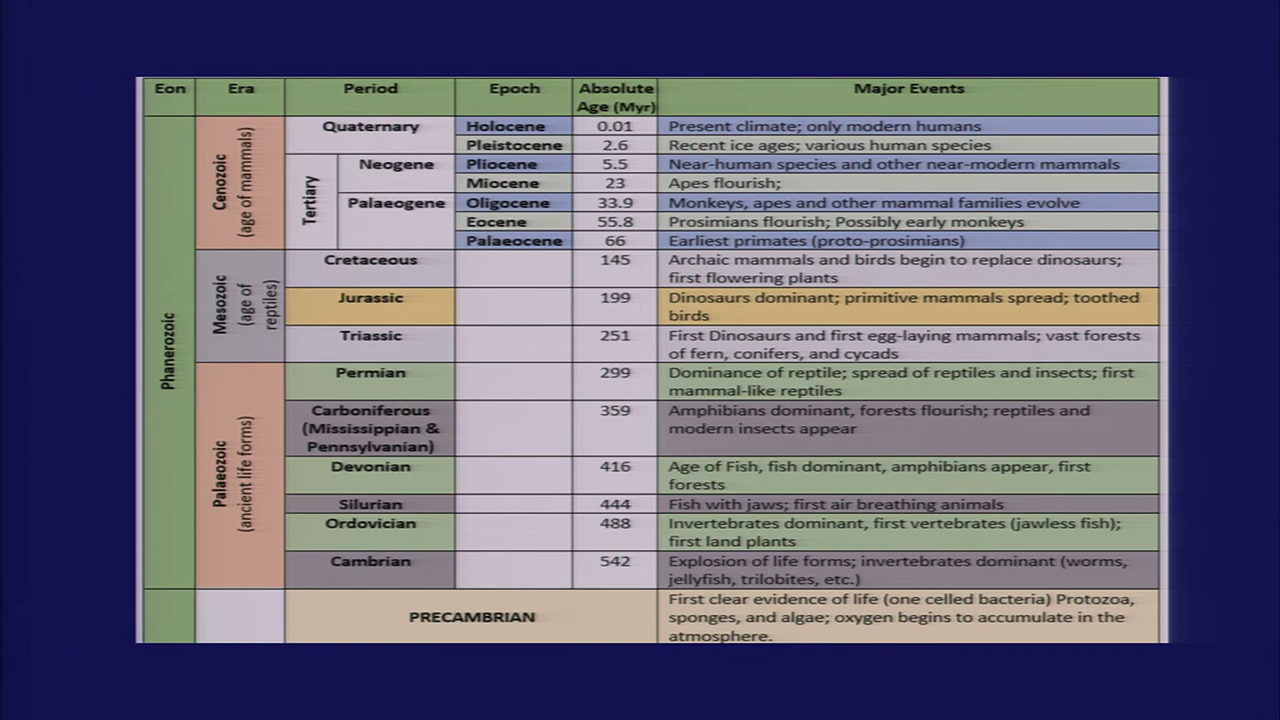 Eon Era Period Epoch Absolute Age (Myr) Major Events
Phanerozoic
Cenozoic
(age of mammals)
Quaternary
Holocene 0.01 Present climate; only modern humans
Pleistocene 2.6 Recent ice ages; various human species
Tertiary
Neogene
Pliocene 5.5 Near-human species and other near-modern mammals
Miocene 23 Apes flourish;
Palaeogene
Oligocene 33.9 Monkeys, apes and other mammal families evolve
Eocene 55.8 Prosimians flourish; Possibly early monkeys
Palaeocene 66 Earliest primates (proto-prosimians)
Mesozoic
(age of
reptiles)
Cretaceous 145 Archaic mammals and birds begin to replace dinosaurs;
first flowering plants
Jurassic 199 Dinosaurs dominant; primitive mammals spread; toothed
birds
Triassic 251 First Dinosaurs and first egg-laying mammals; vast forests
of fern, conifers, and cycads
Palaeozoic
(ancient life forms)
Permian 299 Dominance of reptile; spread of reptiles and insects; first
mammal-like reptiles
Carboniferous 359 Amphibians dominant, forests flourish; reptiles and
(Mississippian & modern insects appear
Pennsylvanian)
Devonian 416 Age of Fish, fish dominant, amphibians appear, first
forests
Silurian 444 Fish with jaws; first air breathing animals
Ordovician 488 Invertebrates dominant, first vertebrates (jawless fish);
first land plants
Cambrian 542 Explosion of life forms; invertebrates dominant (worms,
jellyfish, trilobites, etc.)
PRECAMBRIAN
First clear evidence of life (one celled bacteria) Protozoa,
sponges, and algae; oxygen begins to accumulate in the
atmosphere.